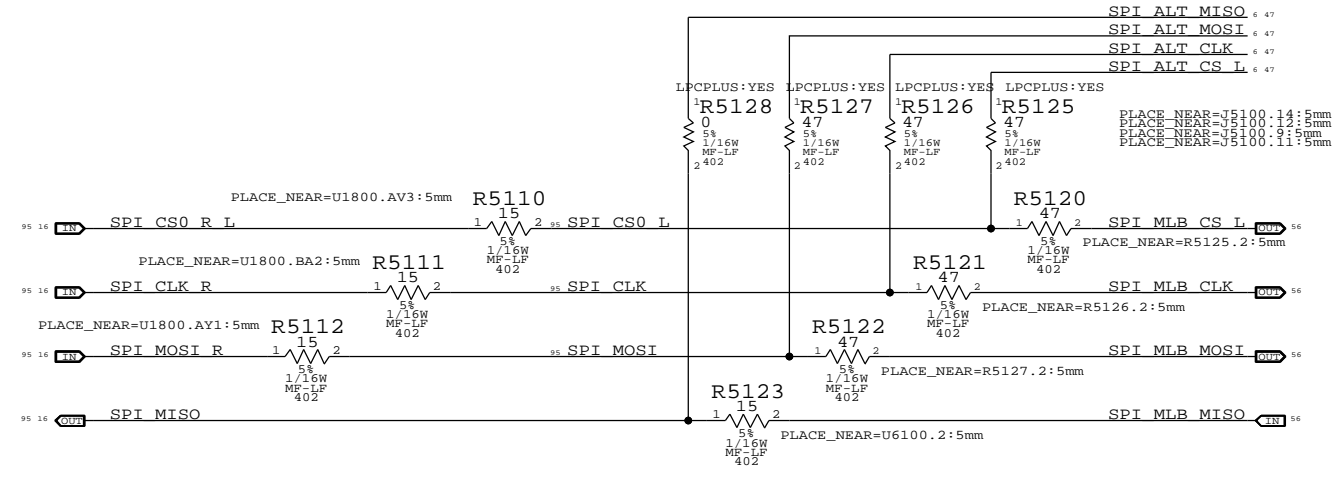 SPI_ALT_MISO 6 47
SPI_ALT_MOSI 6 47
SPI_ALT_CLK 6 47
SPI_ALT_CS_L 6 47
LPCPLUS:YES LPCPLUS:YES LPCPLUS:YES LPCPLUS:YES
1 R5128 1 R5127 1 R5126 1 R5125
0 47 47 47
5% 5% 5% 5%
1/16W 1/16W 1/16W 1/16W
MF-LF MF-LF MF-LF MF-LF
2 402 2 402 2 402 2 402
PLACE_NEAR=J5100.14:5mm
PLACE_NEAR=J5100.12:5mm
PLACE_NEAR=J5100.9:5mm
PLACE_NEAR=J5100.11:5mm
PLACE_NEAR=U1800.AV3:5mm R5110 R5120
95 16 IN SPI_CS0_R_L 1 15 2 95 SPI_CS0_L 1 47 2 SPI_MLB_CS_L OUT 56
5% 5% PLACE_NEAR=R5125.2:5mm
1/16W 1/16W
MF-LF MF-LF
402 402
PLACE_NEAR=U1800.BA2:5mm R5111 R5121
95 16 IN SPI_CLK_R 1 15 2 95 SPI_CLK 1 47 2 SPI_MLB_CLK OUT 56
5% 5% PLACE_NEAR=R5126.2:5mm
1/16W 1/16W
MF-LF MF-LF
402 402
PLACE_NEAR=U1800.AY1:5mm R5112 R5122
95 16 IN SPI_MOSI_R 1 15 2 95 SPI_MOSI 1 47 2 SPI_MLB_MOSI OUT 56
5% 5% PLACE_NEAR=R5127.2:5mm
1/16W 1/16W
MF-LF MF-LF
402 402
R5123
95 16 OUT SPI_MISO 1 15 2 SPI_MLB_MISO IN 56
5% PLACE_NEAR=U6100.2:5mm
1/16W
MF-LF
402